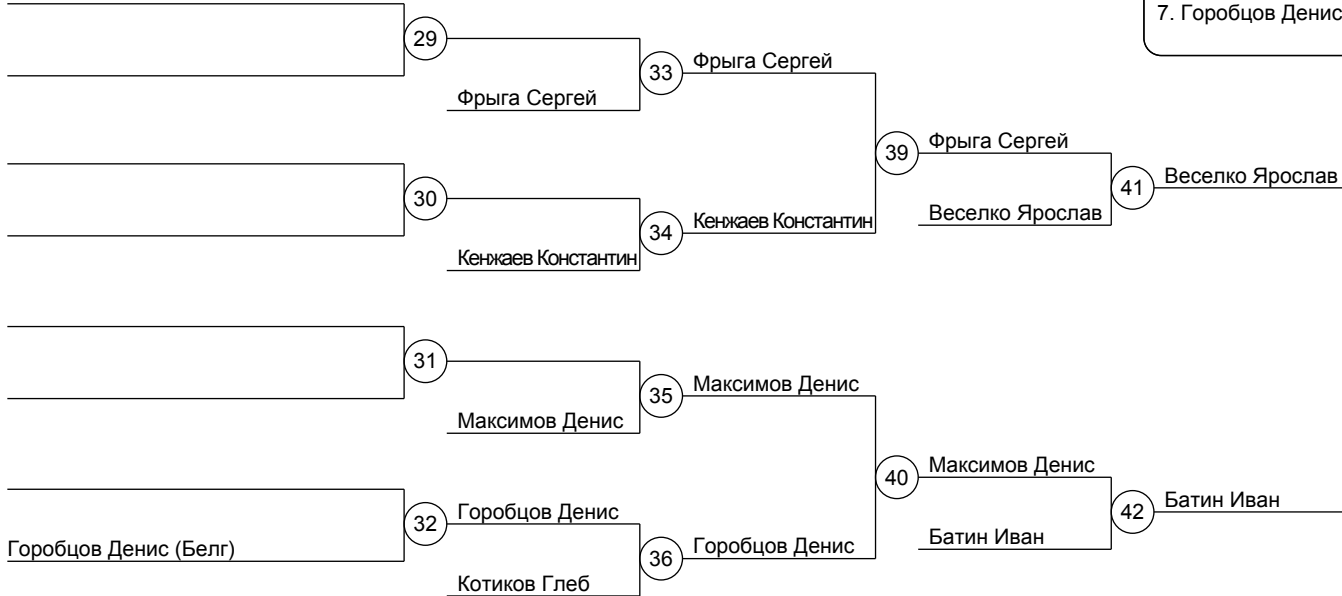 7. Горобцов Денис
29
Фрыга Сергей
33
Фрыга Сергей
Фрыга Сергей
39
Веселко Ярослав
41
30
Веселко Ярослав
Кенжаев Константин
34
Кенжаев Константин
31
Максимов Денис
35
Максимов Денис
Максимов Денис
40
Батин Иван
42
Горобцов Денис
32
Батин Иван
Горобцов Денис (Белг)
Горобцов Денис
36
Котиков Глеб